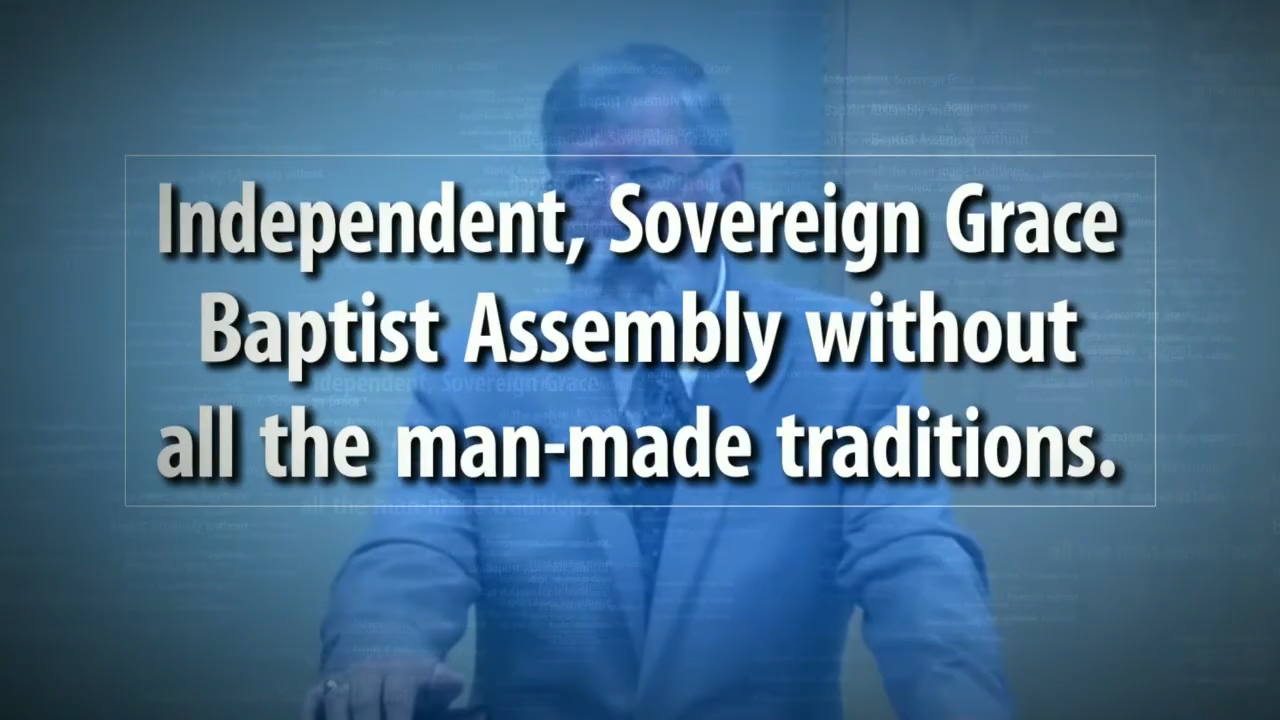 Independent, Sovereign Grace
Baptist Assembly without
all the man-made traditions.